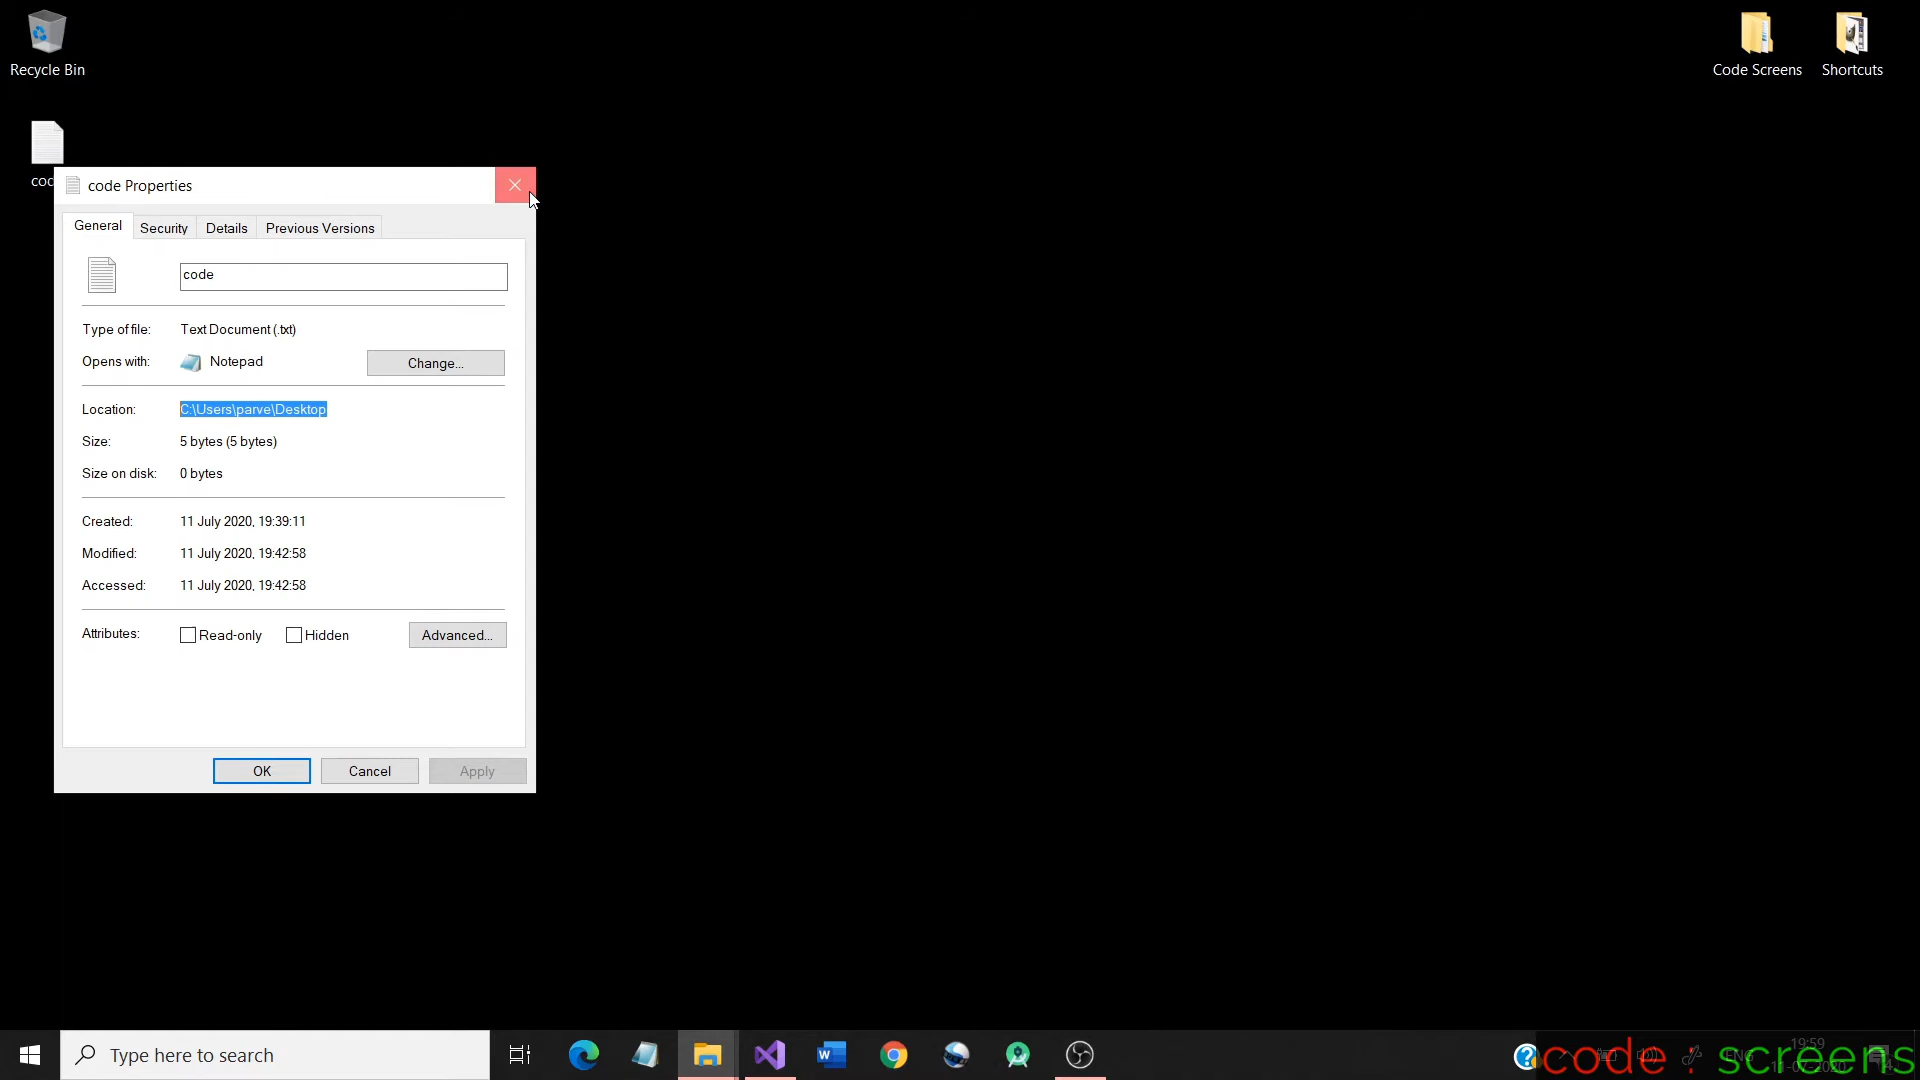 Recycle Bin
Code Screens
Shortcuts
code Properties
General
Security
Details
Previous Versions
code
Type of file:
Text Document (.txt)
Opens with:
Notepad
Change...
Location:
C:\Users\parve\Desktop
Size:
5 bytes (5 bytes)
Size on disk:
0 bytes
Created:
11 July 2020, 19:39:11
Modified:
11 July 2020, 19:42:58
Accessed:
11 July 2020, 19:42:58
Attributes:
Read-only
Hidden
Advanced...
OK
Cancel
Apply
Type here to search
ENG
19:59
code : screens